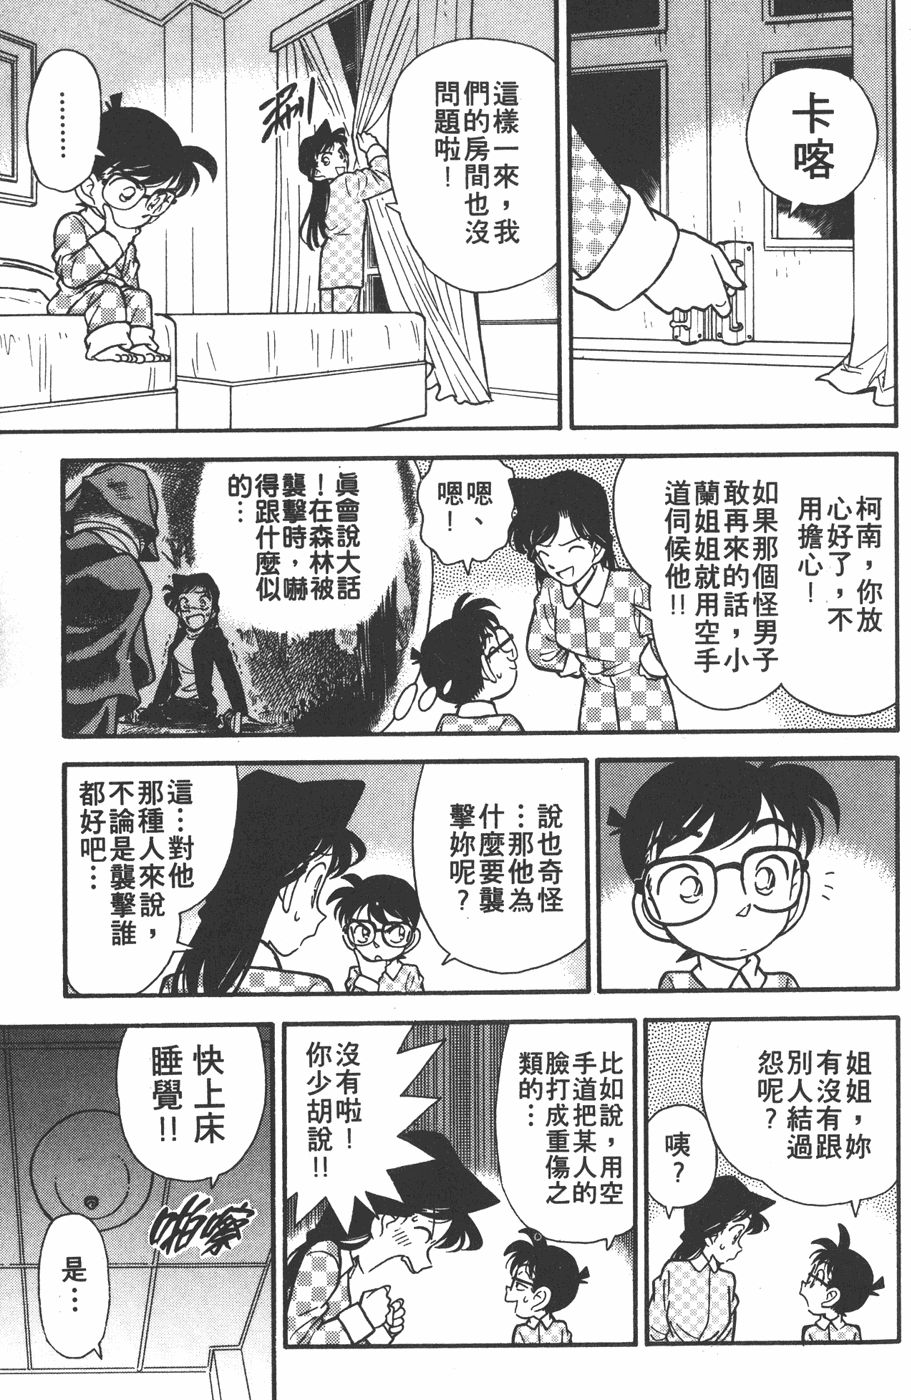 卡
喀
這樣一來，我
們的房間也沒
問題啦！
刷
……
柯南，你放
心好了，不
用擔心！
如果那個怪男子
敢再來的話，小
蘭姐姐就用空手
道伺候他!!
嗯、
嗯！
眞會說大話
！在森林被
襲擊時，嚇
得跟什麼似
的…
說也奇怪
…那他為
什麼要襲
擊妳呢？
這…對他
那種人來說，
不論是襲擊誰
都好吧…
姐姐，妳
有沒有跟
別人結過
怨呢？
咦？
比如說，用空
手道把某人的
臉打成重傷之
類的…
沒有啦！
你少胡說!!
快上床
睡覺!!
啪嚓
是…